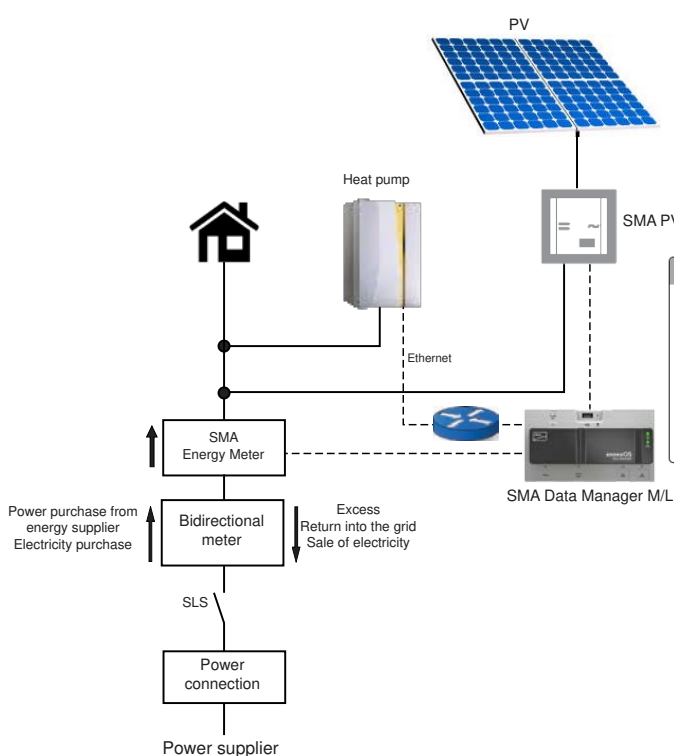 PV
Heat pump
SMA PV
Ethernet
SMA
Energy Meter
ennexOS
SMA Data Manager M/L
Power purchase from
energy supplier
Electricity purchase
Bidirectional
meter
Excess
Return into the grid
Sale of electricity
SLS
Power
connection
Power supplier